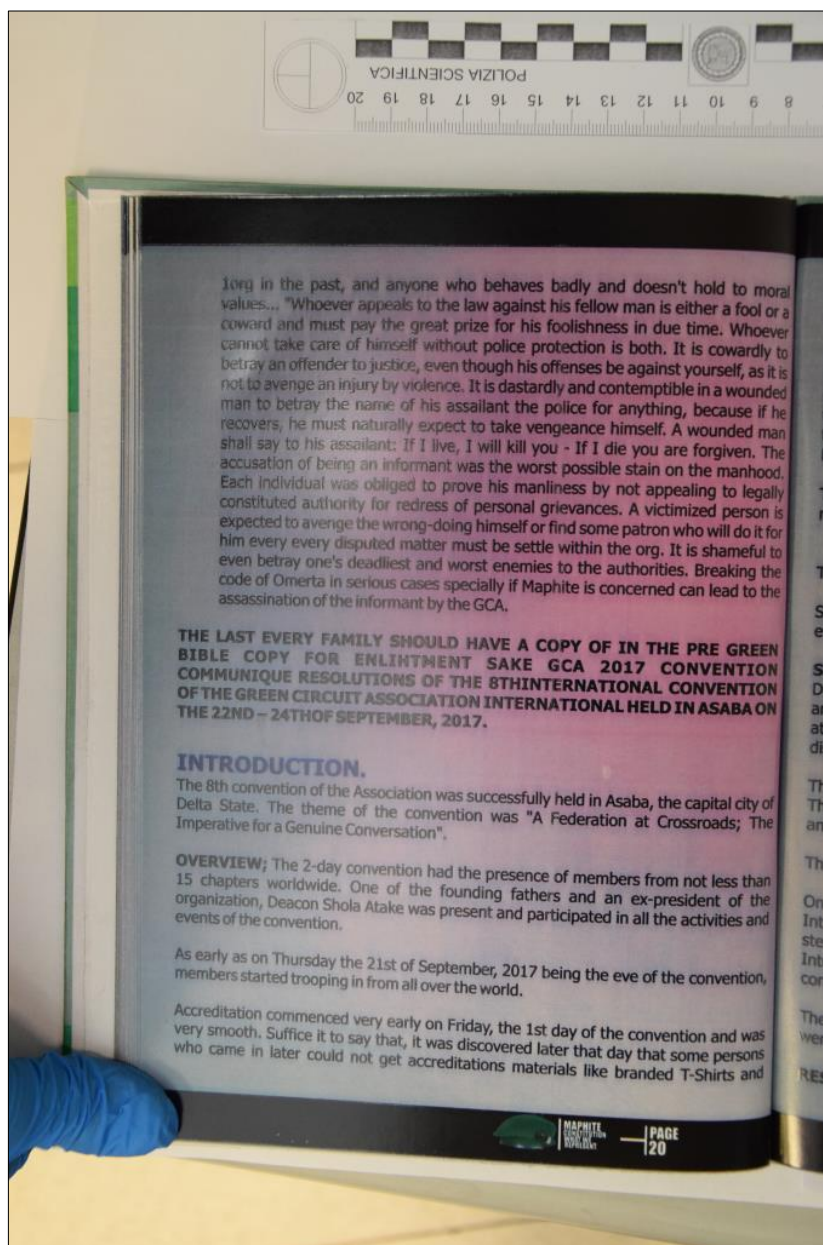 POLIZIA SCIENTIFICA
20 19 18 17 16 15 14 13 12 11 10 9 8
1org in the past, and anyone who behaves badly and doesn't hold to moral
values... "Whoever appeals to the law against his fellow man is either a fool or a
coward and must pay the great prize for his foolishness in due time. Whoever
cannot take care of himself without police protection is both. It is cowardly to
betray an offender to justice, even though his offenses be against yourself, as it is
not to avenge an injury by violence. It is dastardly and contemptible in a wounded
man to betray the name of his assailant the police for anything, because if he
recovers, he must naturally expect to take vengeance himself. A wounded man
shall say to his assailant: If I live, I will kill you - If I die you are forgiven. The
accusation of being an informant was the worst possible stain on the manhood.
Each individual was obliged to prove his manliness by not appealing to legally
constituted authority for redress of personal grievances. A victimized person is
expected to avenge the wrong-doing himself or find some patron who will do it for
him every every disputed matter must be settle within the org. It is shameful to
even betray one's deadliest and worst enemies to the authorities. Breaking the
code of Omerta in serious cases specially if Maphite is concerned can lead to the
assassination of the informant by the GCA.
THE LAST EVERY FAMILY SHOULD HAVE A COPY OF IN THE PRE GREEN
BIBLE COPY FOR ENLIHTMENT SAKE GCA 2017 CONVENTION
COMMUNIQUE RESOLUTIONS OF THE 8THINTERNATIONAL CONVENTION
OF THE GREEN CIRCUIT ASSOCIATION INTERNATIONAL HELD IN ASABA ON
THE 22ND – 24THOF SEPTEMBER, 2017.
INTRODUCTION.
The 8th convention of the Association was successfully held in Asaba, the capital city of
Delta State. The theme of the convention was "A Federation at Crossroads; The
Imperative for a Genuine Conversation".
OVERVIEW; The 2-day convention had the presence of members from not less than
15 chapters worldwide. One of the founding fathers and an ex-president of the
organization, Deacon Shola Atake was present and participated in all the activities and
events of the convention.
As early as on Thursday the 21st of September, 2017 being the eve of the convention,
members started trooping in from all over the world.
Accreditation commenced very early on Friday, the 1st day of the convention and was
very smooth. Suffice it to say that, it was discovered later that day that some persons
who came in later could not get accreditations materials like branded T-Shirts and
MAPHITE
CONSTITUTION
WHAT WE
REPRESENT
PAGE
20